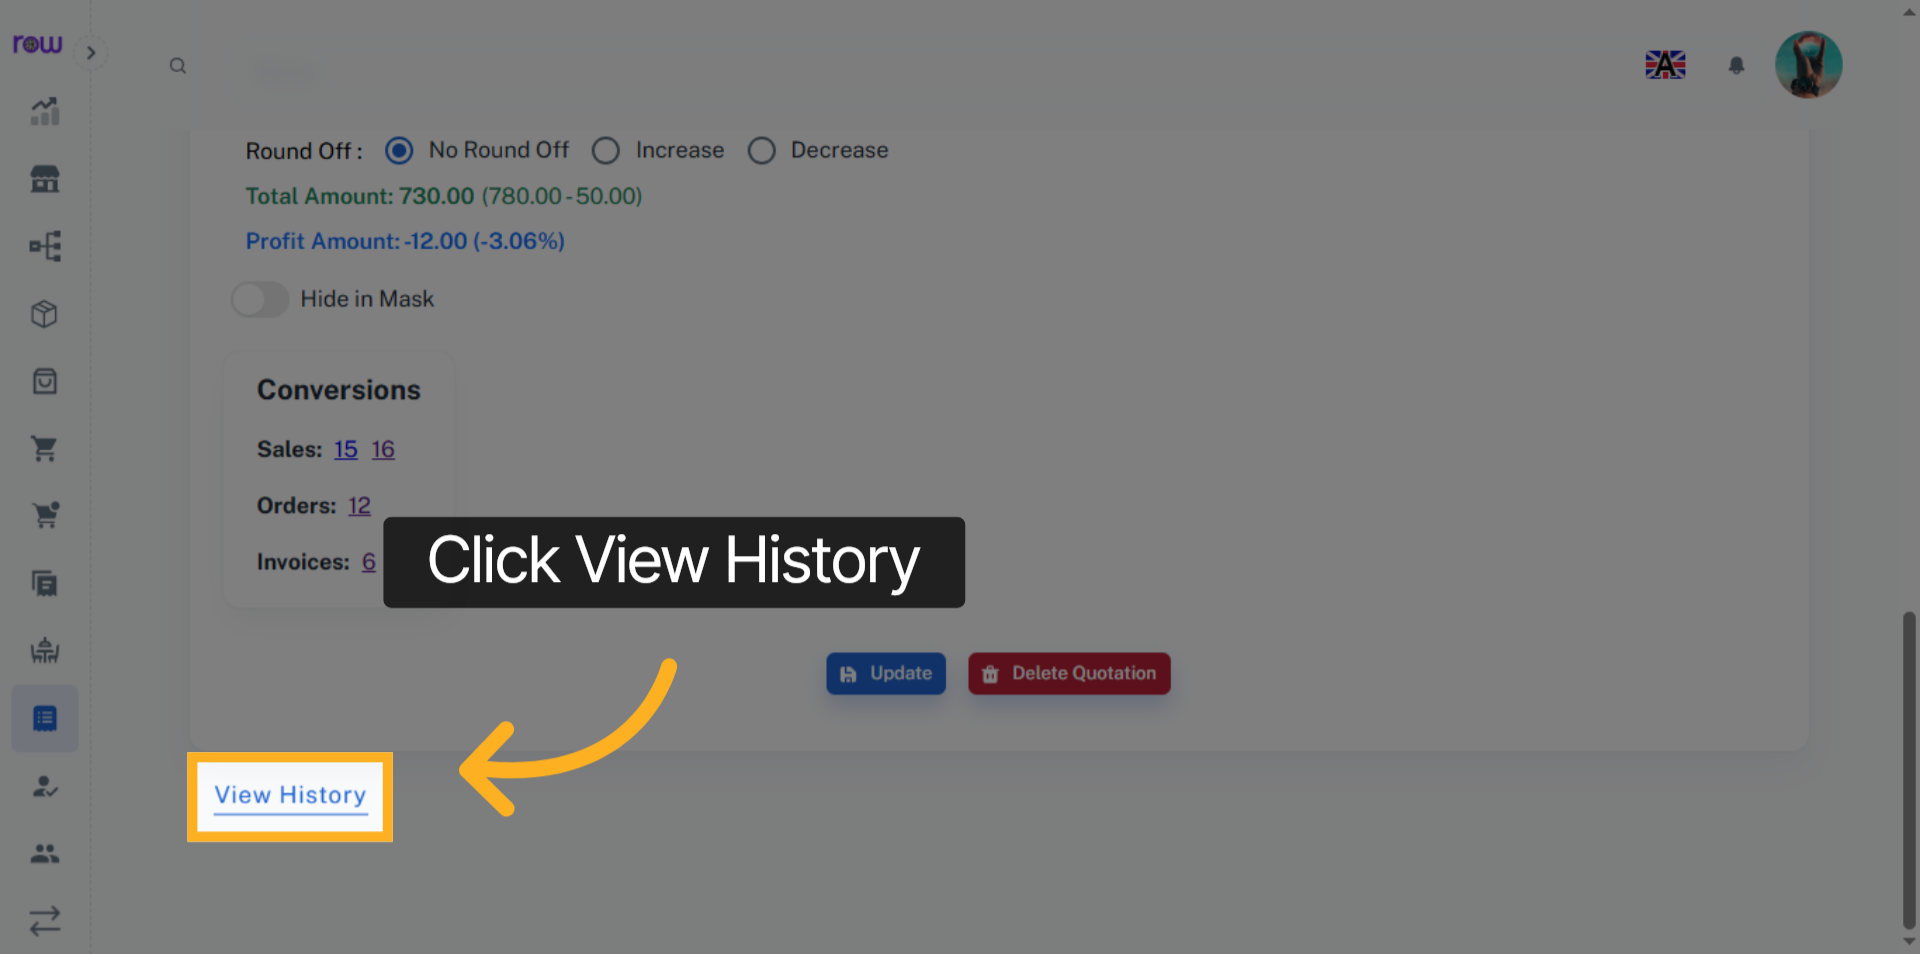 row
A
Round Off : No Round Off Increase Decrease
Total Amount: 730.00 (780.00 - 50.00)
Profit Amount: -12.00 (-3.06%)
Hide in Mask
Conversions
Sales: 15 16
Orders: 12
Invoices: 6
Click View History
Update Delete Quotation
View History